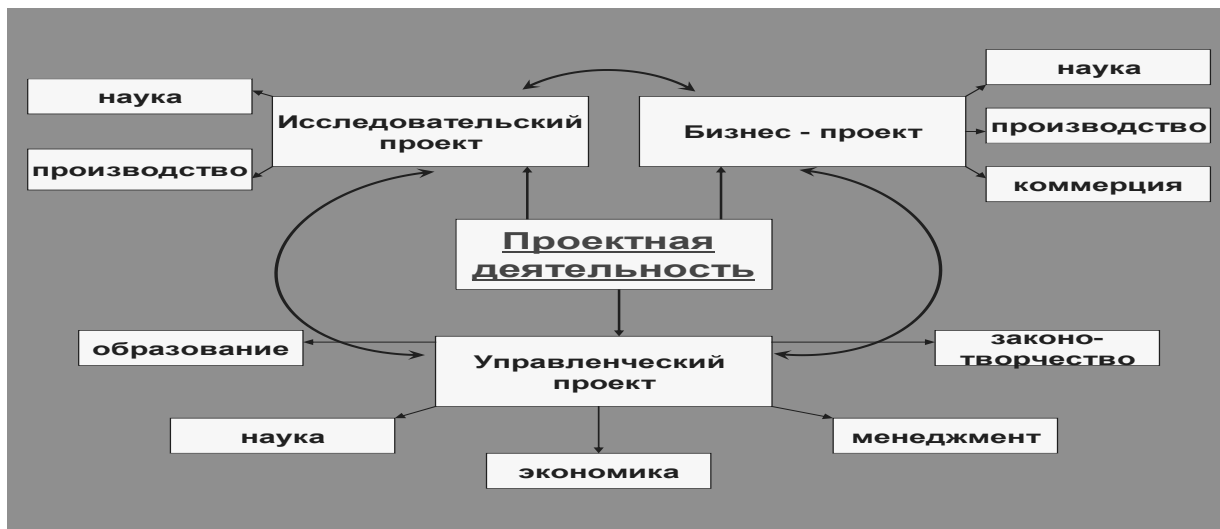 наука
наука
Исследовательский
проект
Бизнес - проект
производство
производство
коммерция
Проектная
деятельность
образование
Управленческий
проект
законо-
творчество
наука
менеджмент
экономика